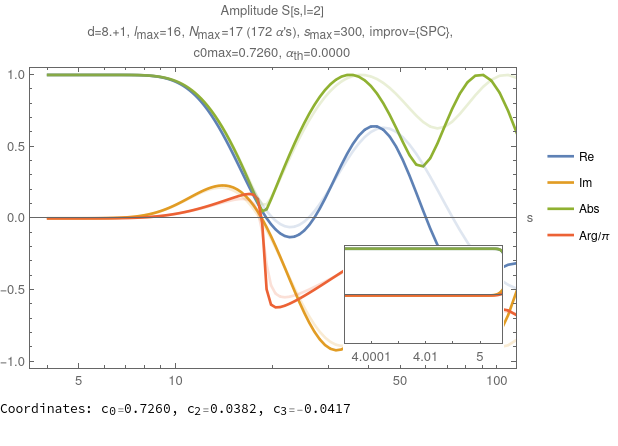 Amplitude S[s,l=2]
d=8.+1, lmax=16, Nmax=17 (172 α's), smax=300, improv={SPC},
c0max=0.7260, αth=0.0000
1.0
0.5
0.0
−0.5
−1.0
5
10
50
100
s
4.0001
4.01
5
Re
Im
Abs
Arg/π
Coordinates: c0=0.7260, c2=0.0382, c3=-0.0417